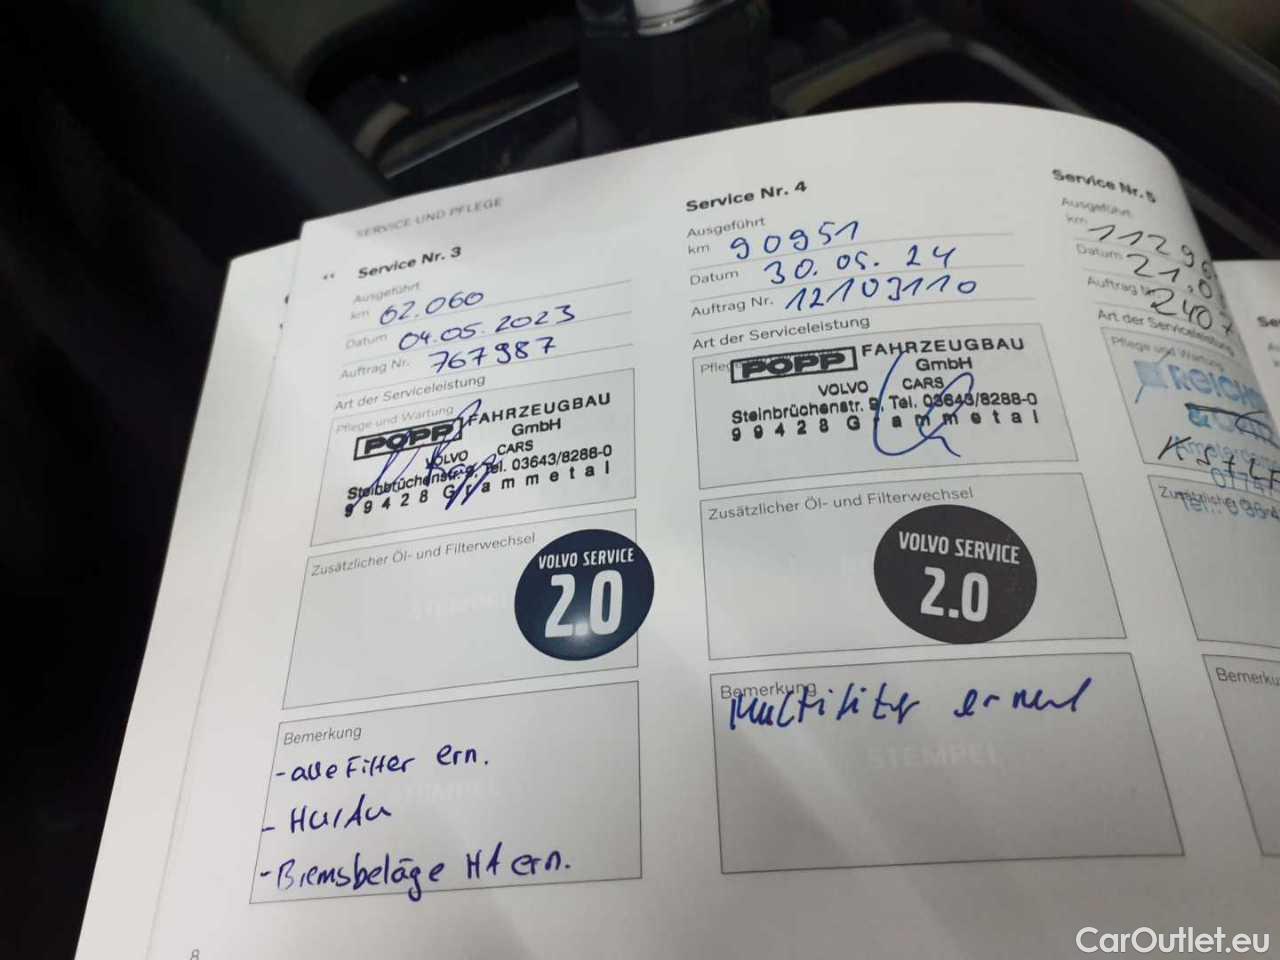 SERVICE UND PFLEGE
Service Nr. 3
Ausgeführt
km 62.060
Datum 04.05.2023
Auftrag Nr. 767987
Art der Serviceleistung
Pflege und Wartung
POPP FAHRZEUGBAU
GmbH
VOLVO CARS
Steinbrüchenstr. 9, Tel. 03643/8288-0
99428 Grammetal
Zusätzlicher Öl- und Filterwechsel
VOLVO SERVICE
2.0
Bemerkung
- alle Filter ern.
- HU/AU
- Bremsbeläge HA ern.
8
Service Nr. 4
Ausgeführt
km 90951
Datum 30.05.24
Auftrag Nr. 12103110
Art der Serviceleistung
POPP FAHRZEUGBAU
GmbH
VOLVO CARS
Steinbrüchenstr. 9, Tel. 03643/8288-0
99428 Grammetal
Zusätzlicher Öl- und Filterwechsel
VOLVO SERVICE
2.0
Bemerkung
STEMPEL
Service Nr. 5
Ausgeführt
km
Datum
Auftrag
Art der Serviceleistung
Pflege und Wartung
Bemerku
CarOutlet.eu